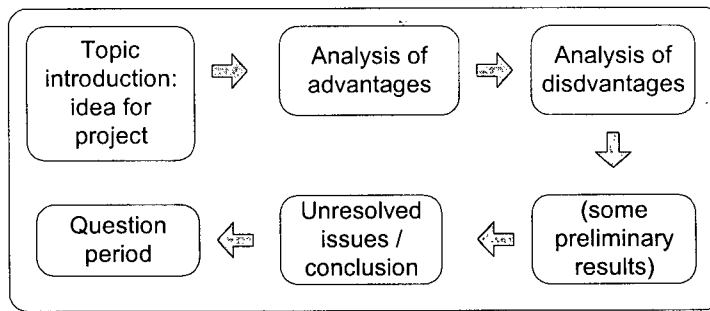 Topic
introduction:
idea for
project
Analysis of
advantages
Analysis of
disdvantages
(some
preliminary
results)
Unresolved
issues /
conclusion
Question
period